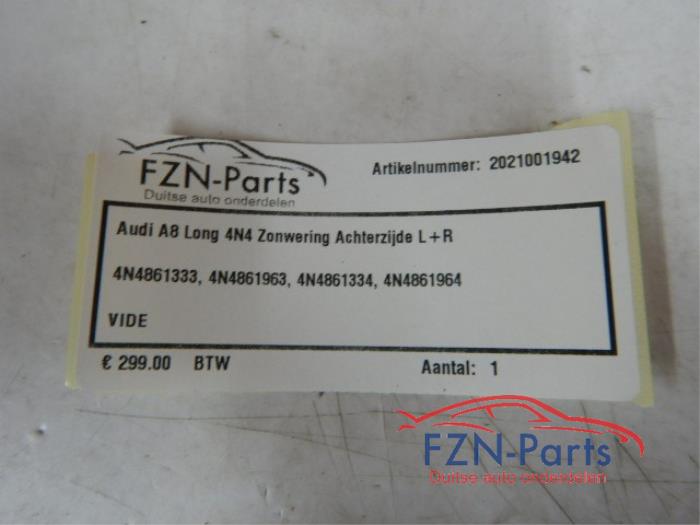 FZN-Parts
Duitse auto onderdelen
Artikelnummer: 2021001942
Audi A8 Long 4N4 Zonwering Achterzijde L+R
4N4861333, 4N4861963, 4N4861334, 4N4861964
VIDE
€ 299.00 BTW Aantal: 1
FZN-Parts
Duitse auto onderdelen